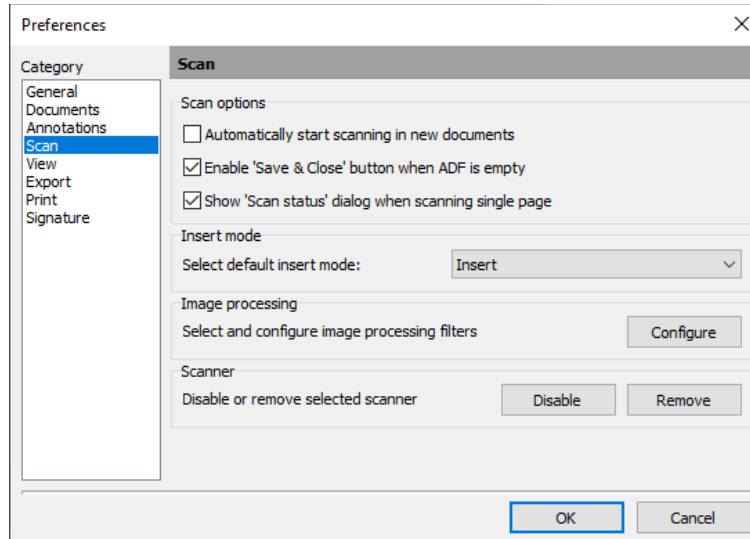 Preferences
Category
General
Documents
Annotations
Scan
View
Export
Print
Signature
Scan
Scan options
Automatically start scanning in new documents
Enable 'Save & Close' button when ADF is empty
Show 'Scan status' dialog when scanning single page
Insert mode
Select default insert mode: Insert
Image processing
Select and configure image processing filters Configure
Scanner
Disable or remove selected scanner Disable Remove
OK Cancel